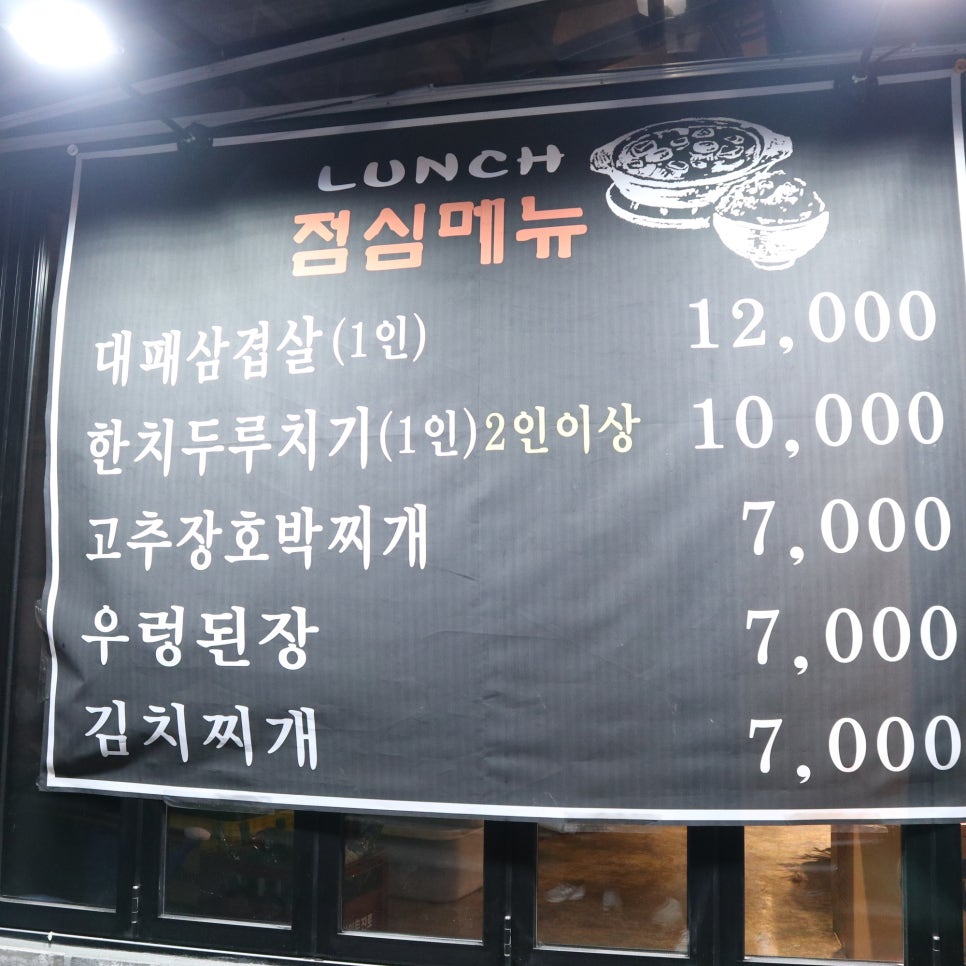 LUNCH
점심메뉴
대패삼겹살(1인) 12,000
한치두루치기(1인)2인이상 10,000
고추장호박찌개 7,000
우렁된장 7,000
김치찌개 7,000